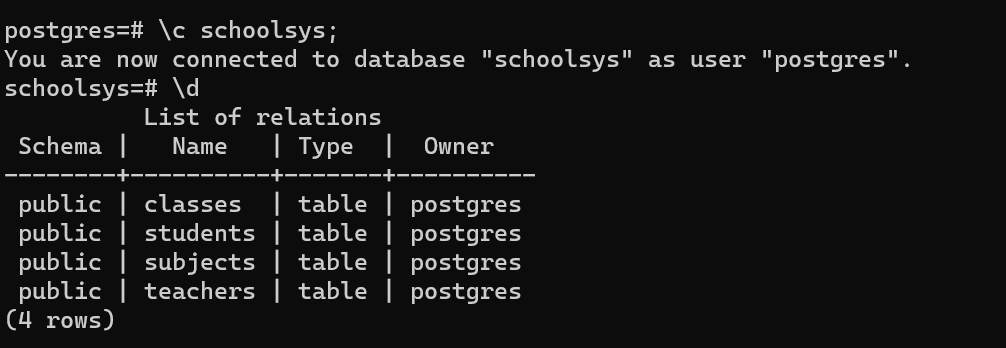 postgres=# \c schoolsys;
You are now connected to database "schoolsys" as user "postgres".
schoolsys=# \d
          List of relations
 Schema |   Name   | Type  |  Owner
--------+----------+-------+----------
 public | classes  | table | postgres
 public | students | table | postgres
 public | subjects | table | postgres
 public | teachers | table | postgres
(4 rows)